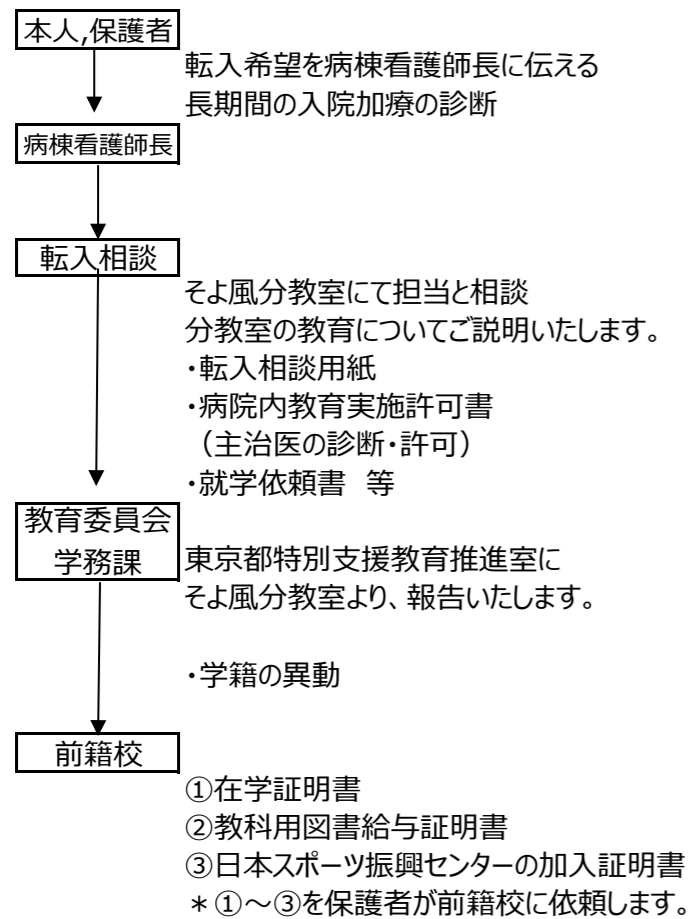 本人,保護者
転入希望を病棟看護師長に伝える
長期間の入院加療の診断
病棟看護師長
転入相談
そよ風分教室にて担当と相談
分教室の教育についてご説明いたします。
・転入相談用紙
・病院内教育実施許可書
（主治医の診断・許可）
・就学依頼書　等
教育委員会
学務課
東京都特別支援教育推進室に
そよ風分教室より、報告いたします。
・学籍の異動
前籍校
①在学証明書
②教科用図書給与証明書
③日本スポーツ振興センターの加入証明書
＊①～③を保護者が前籍校に依頼します。